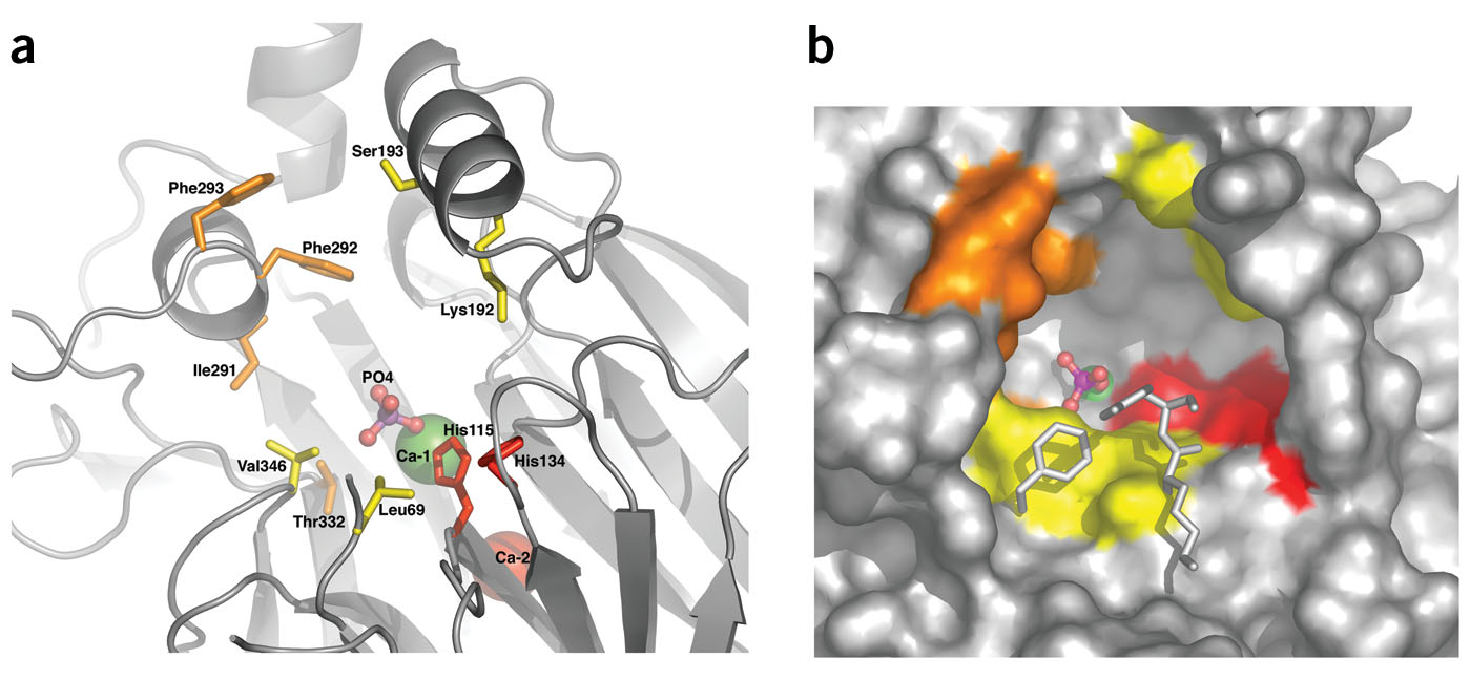 a
b
Ser193
Phe293
Phe292
Lys192
Ile291
PO4
His115
Ca-1
His134
Val346
Leu69
Thr332
Ca-2